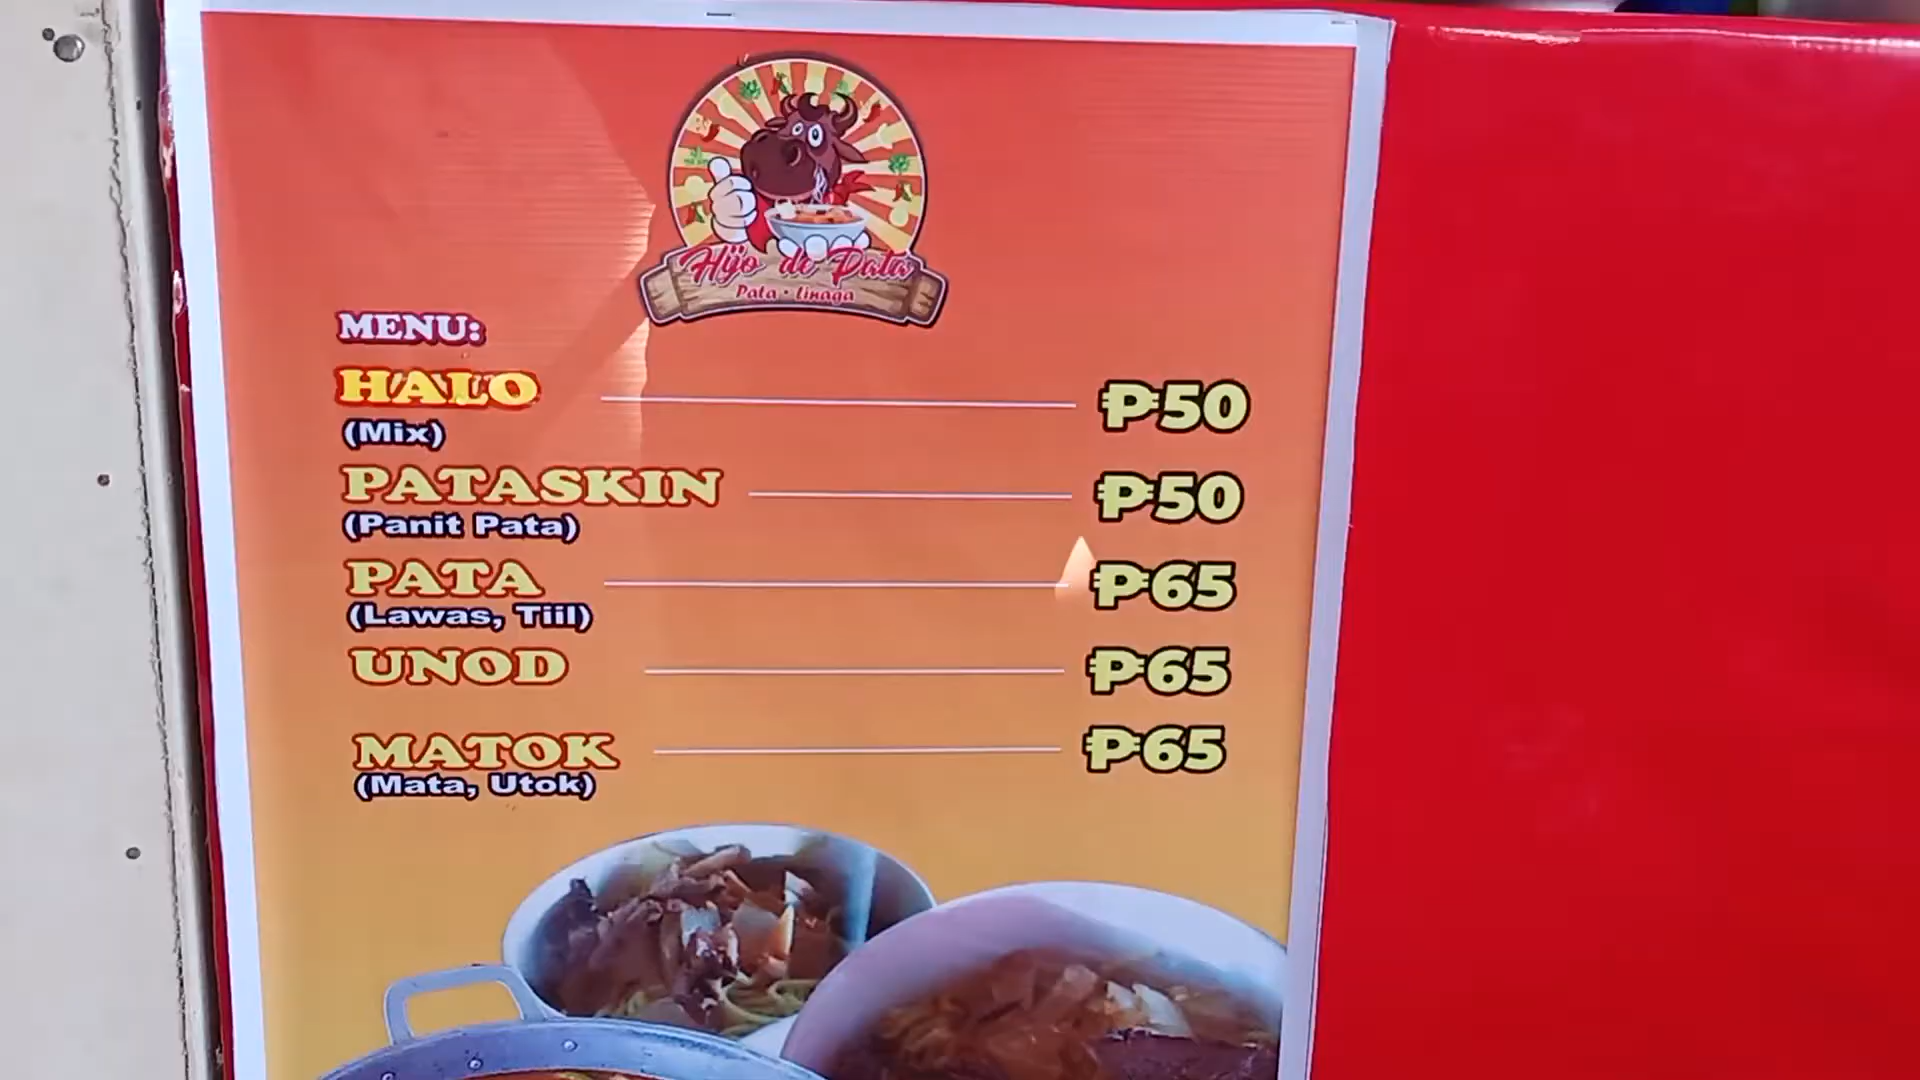 Hijo de Pata
Pata • Linaga
MENU:
HALO ₱50
(Mix)
PATASKIN ₱50
(Panit Pata)
PATA ₱65
(Lawas, Tiil)
UNOD ₱65
MATOK ₱65
(Mata, Utok)